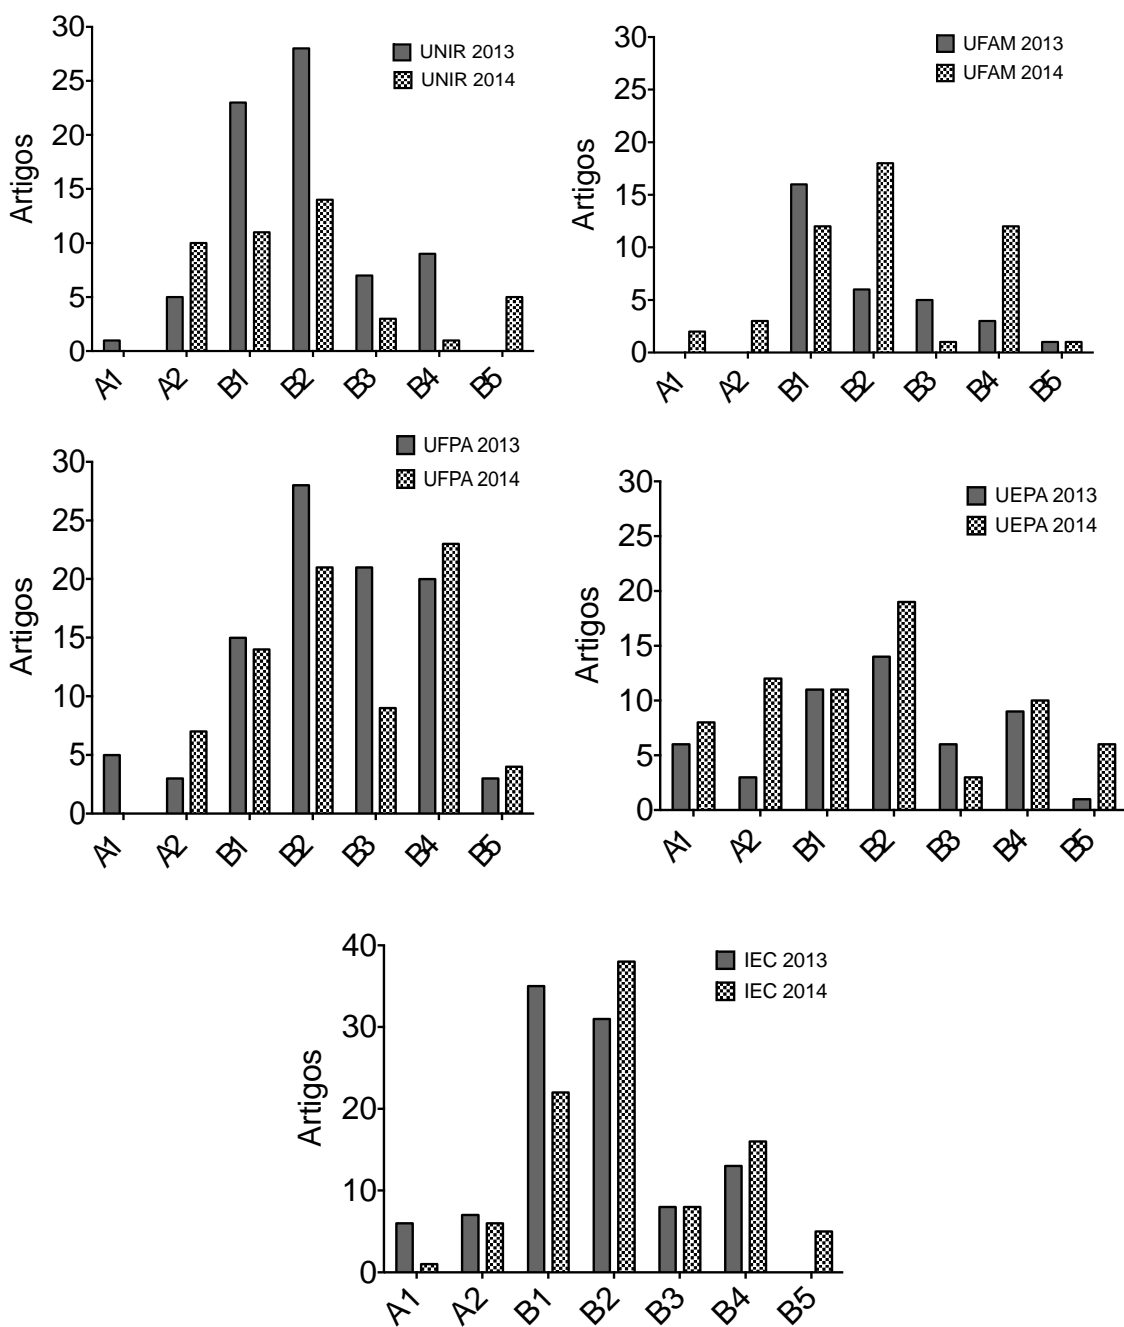 30
25
20
15
10
5
0
Artigos
UNIR 2013
UNIR 2014
A1 A2 B1 B2 B3 B4 B5
30
25
20
15
10
5
0
Artigos
UFAM 2013
UFAM 2014
A1 A2 B1 B2 B3 B4 B5
30
25
20
15
10
5
0
Artigos
UFPA 2013
UFPA 2014
A1 A2 B1 B2 B3 B4 B5
30
25
20
15
10
5
0
Artigos
UEPA 2013
UEPA 2014
A1 A2 B1 B2 B3 B4 B5
40
30
20
10
0
Artigos
IEC 2013
IEC 2014
A1 A2 B1 B2 B3 B4 B5